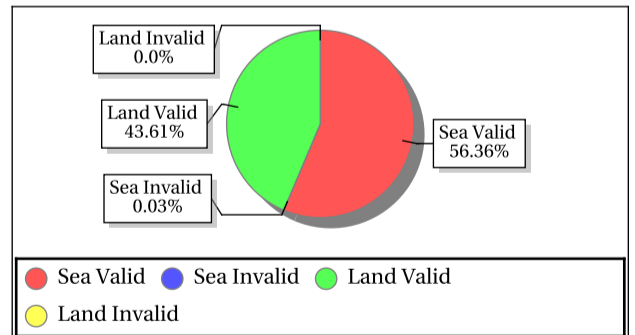 Land Invalid
0.0%
Land Valid
43.61%
Sea Valid
56.36%
Sea Invalid
0.03%
Sea Valid Sea Invalid Land Valid
Land Invalid